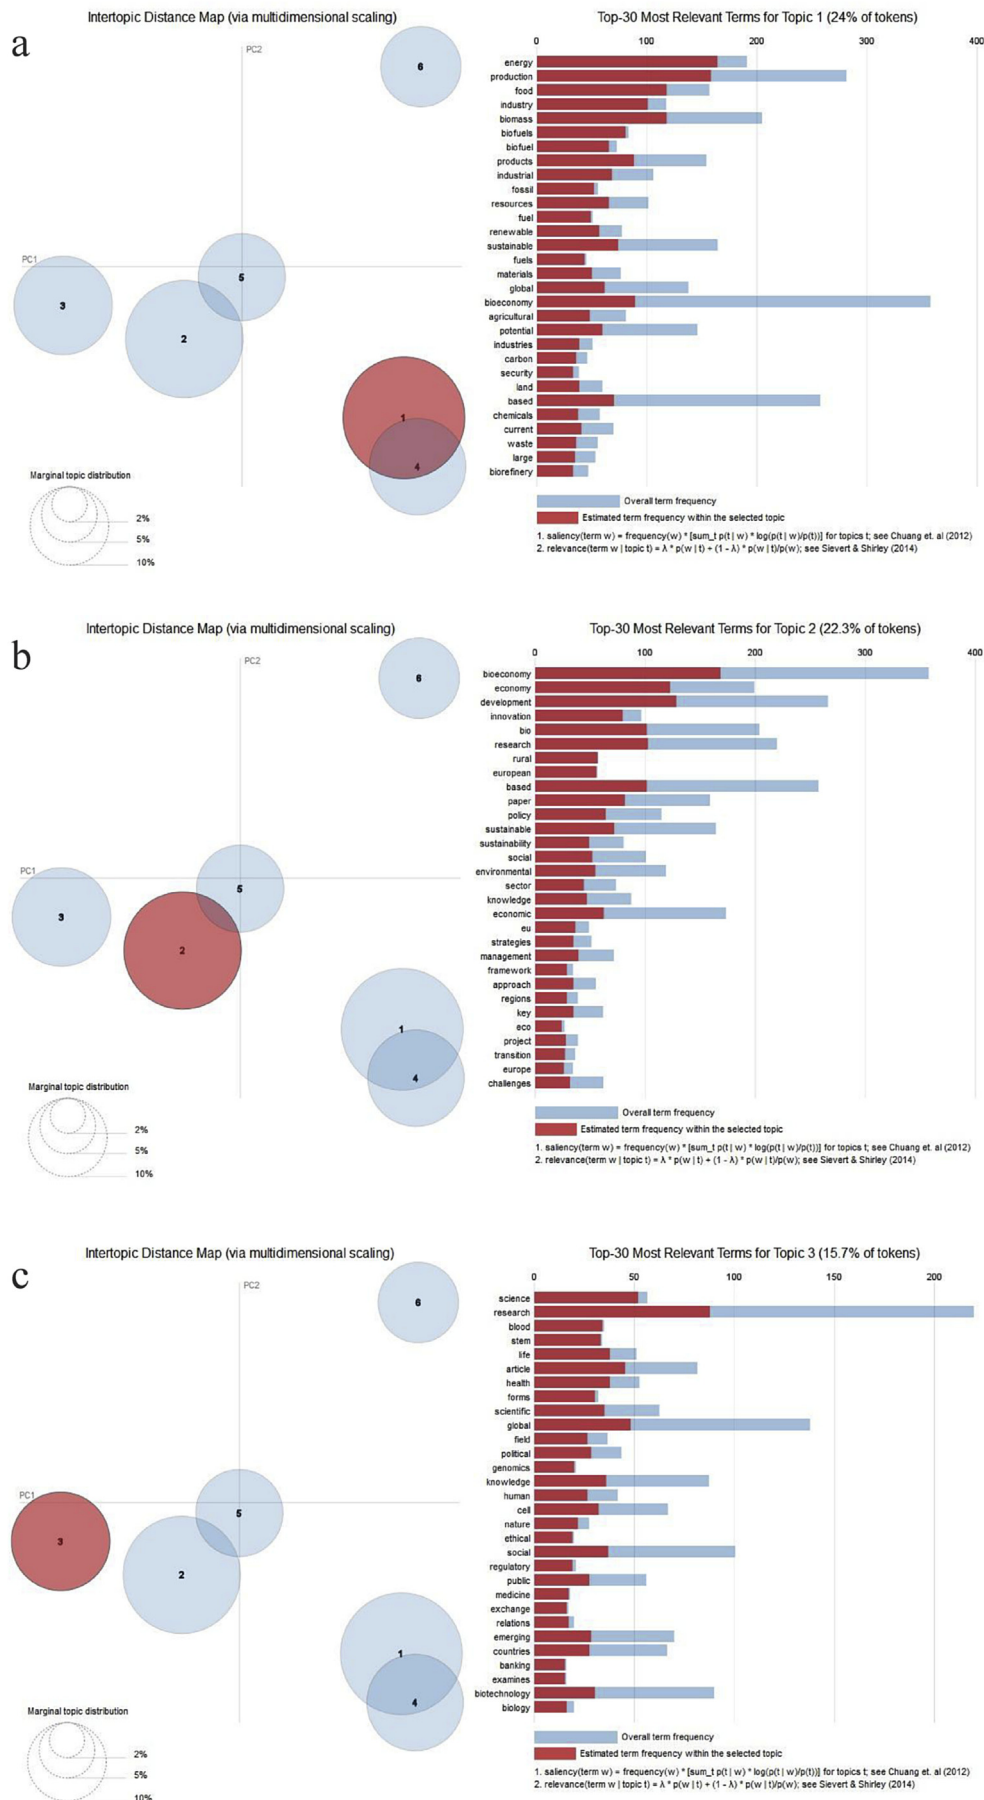 a
Intertopic Distance Map (via multidimensional scaling)
PC2
PC1
6
5
3
2
1
4
Marginal topic distribution
2%
5%
10%
Top-30 Most Relevant Terms for Topic 1 (24% of tokens)
0 100 200 300 400
energy
production
food
industry
biomass
biofuels
biofuel
products
industrial
fossil
resources
fuel
renewable
sustainable
fuels
materials
global
bioeconomy
agricultural
potential
industries
carbon
security
land
based
chemicals
current
waste
large
biorefinery
Overall term frequency
Estimated term frequency within the selected topic
1. saliency(term w) = frequency(w) * [sum_t p(t | w) * log(p(t | w)/p(t))] for topics t; see Chuang et. al (2012)
2. relevance(term w | topic t) = λ * p(w | t) + (1 - λ) * p(w | t)/p(w); see Sievert & Shirley (2014)
b
Intertopic Distance Map (via multidimensional scaling)
PC2
PC1
6
5
3
2
1
4
Marginal topic distribution
2%
5%
10%
Top-30 Most Relevant Terms for Topic 2 (22.3% of tokens)
0 100 200 300 400
bioeconomy
economy
development
innovation
bio
research
rural
european
based
paper
policy
sustainable
sustainability
social
environmental
sector
knowledge
economic
eu
strategies
management
framework
approach
regions
key
eco
project
transition
europe
challenges
Overall term frequency
Estimated term frequency within the selected topic
1. saliency(term w) = frequency(w) * [sum_t p(t | w) * log(p(t | w)/p(t))] for topics t; see Chuang et. al (2012)
2. relevance(term w | topic t) = λ * p(w | t) + (1 - λ) * p(w | t)/p(w); see Sievert & Shirley (2014)
c
Intertopic Distance Map (via multidimensional scaling)
PC2
PC1
6
5
3
2
1
4
Marginal topic distribution
2%
5%
10%
Top-30 Most Relevant Terms for Topic 3 (15.7% of tokens)
0 50 100 150 200
science
research
blood
stem
life
article
health
forms
scientific
global
field
political
genomics
knowledge
human
cell
nature
ethical
social
regulatory
public
medicine
exchange
relations
emerging
countries
banking
examines
biotechnology
biology
Overall term frequency
Estimated term frequency within the selected topic
1. saliency(term w) = frequency(w) * [sum_t p(t | w) * log(p(t | w)/p(t))] for topics t; see Chuang et. al (2012)
2. relevance(term w | topic t) = λ * p(w | t) + (1 - λ) * p(w | t)/p(w); see Sievert & Shirley (2014)